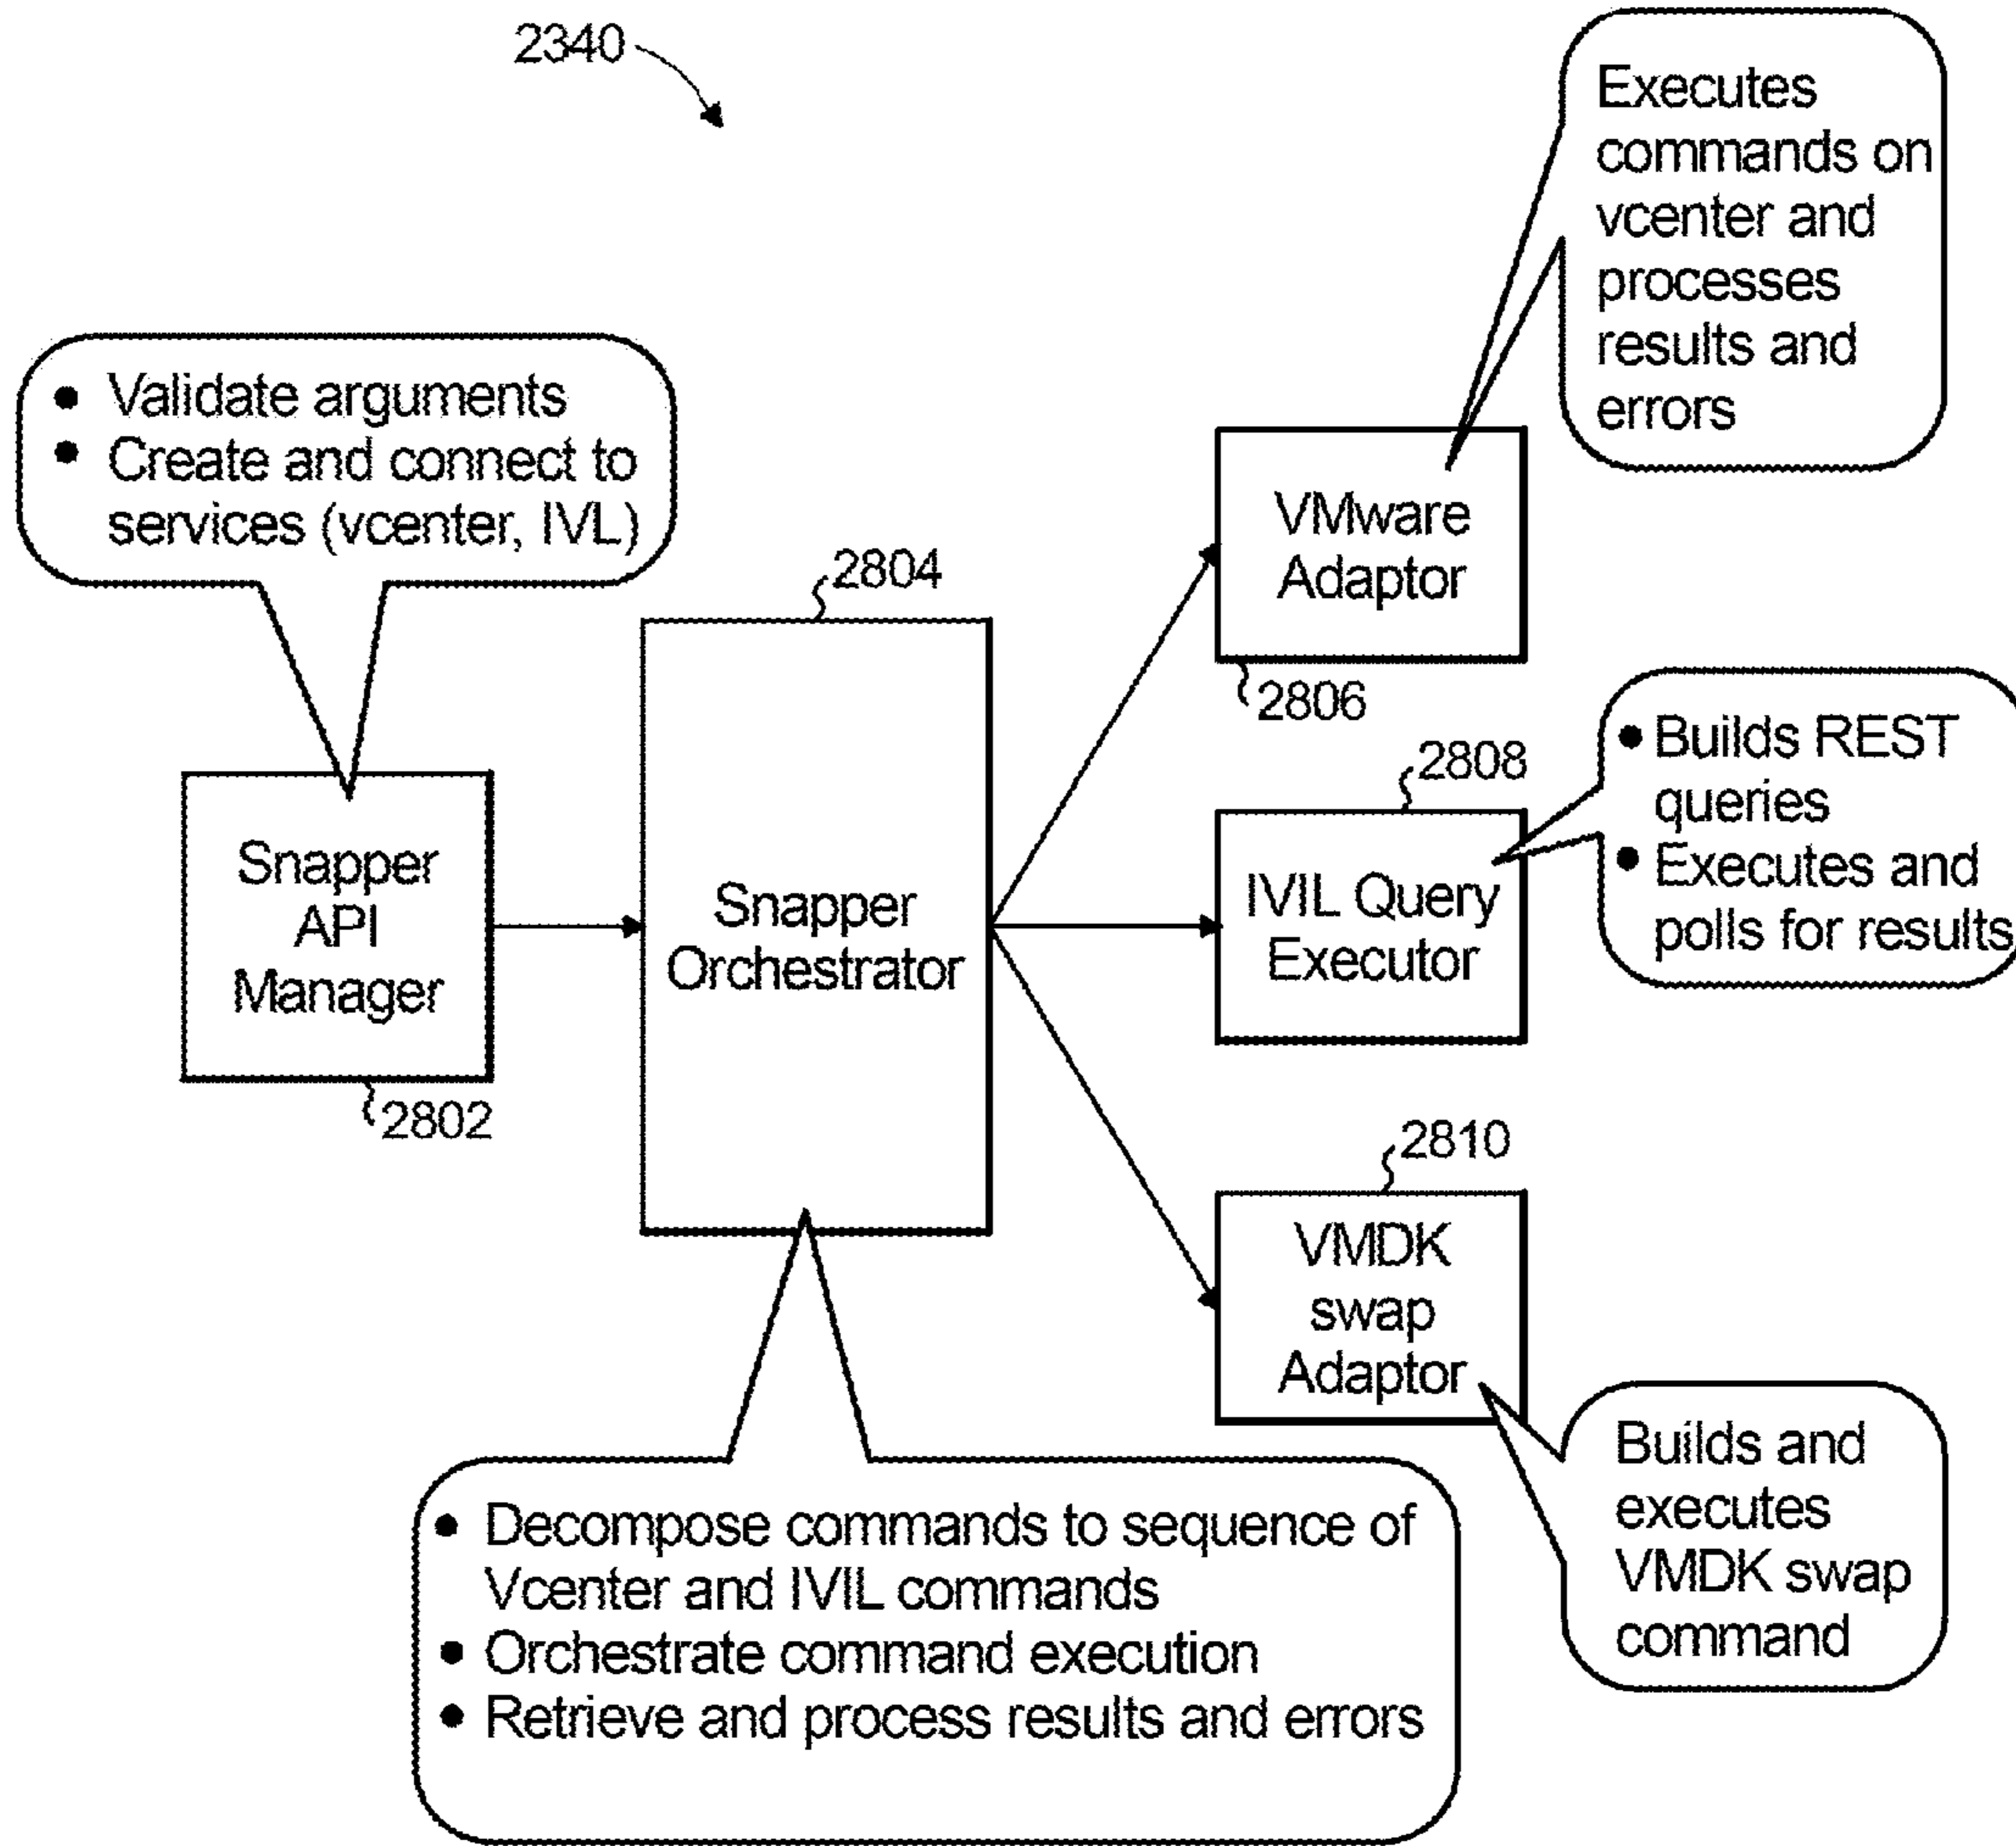 2340
Executes
commands on
vcenter and
processes
results and
errors
• Validate arguments
• Create and connect to
services (vcenter, IVL)
2804
VMware
Adaptor
2806
• Builds REST
queries
• Executes and
polls for results
2808
Snapper
API
Manager
2802
Snapper
Orchestrator
IVIL Query
Executor
2810
VMDK
swap
Adaptor
Builds and
executes
VMDK swap
command
• Decompose commands to sequence of
Vcenter and IVIL commands
• Orchestrate command execution
• Retrieve and process results and errors